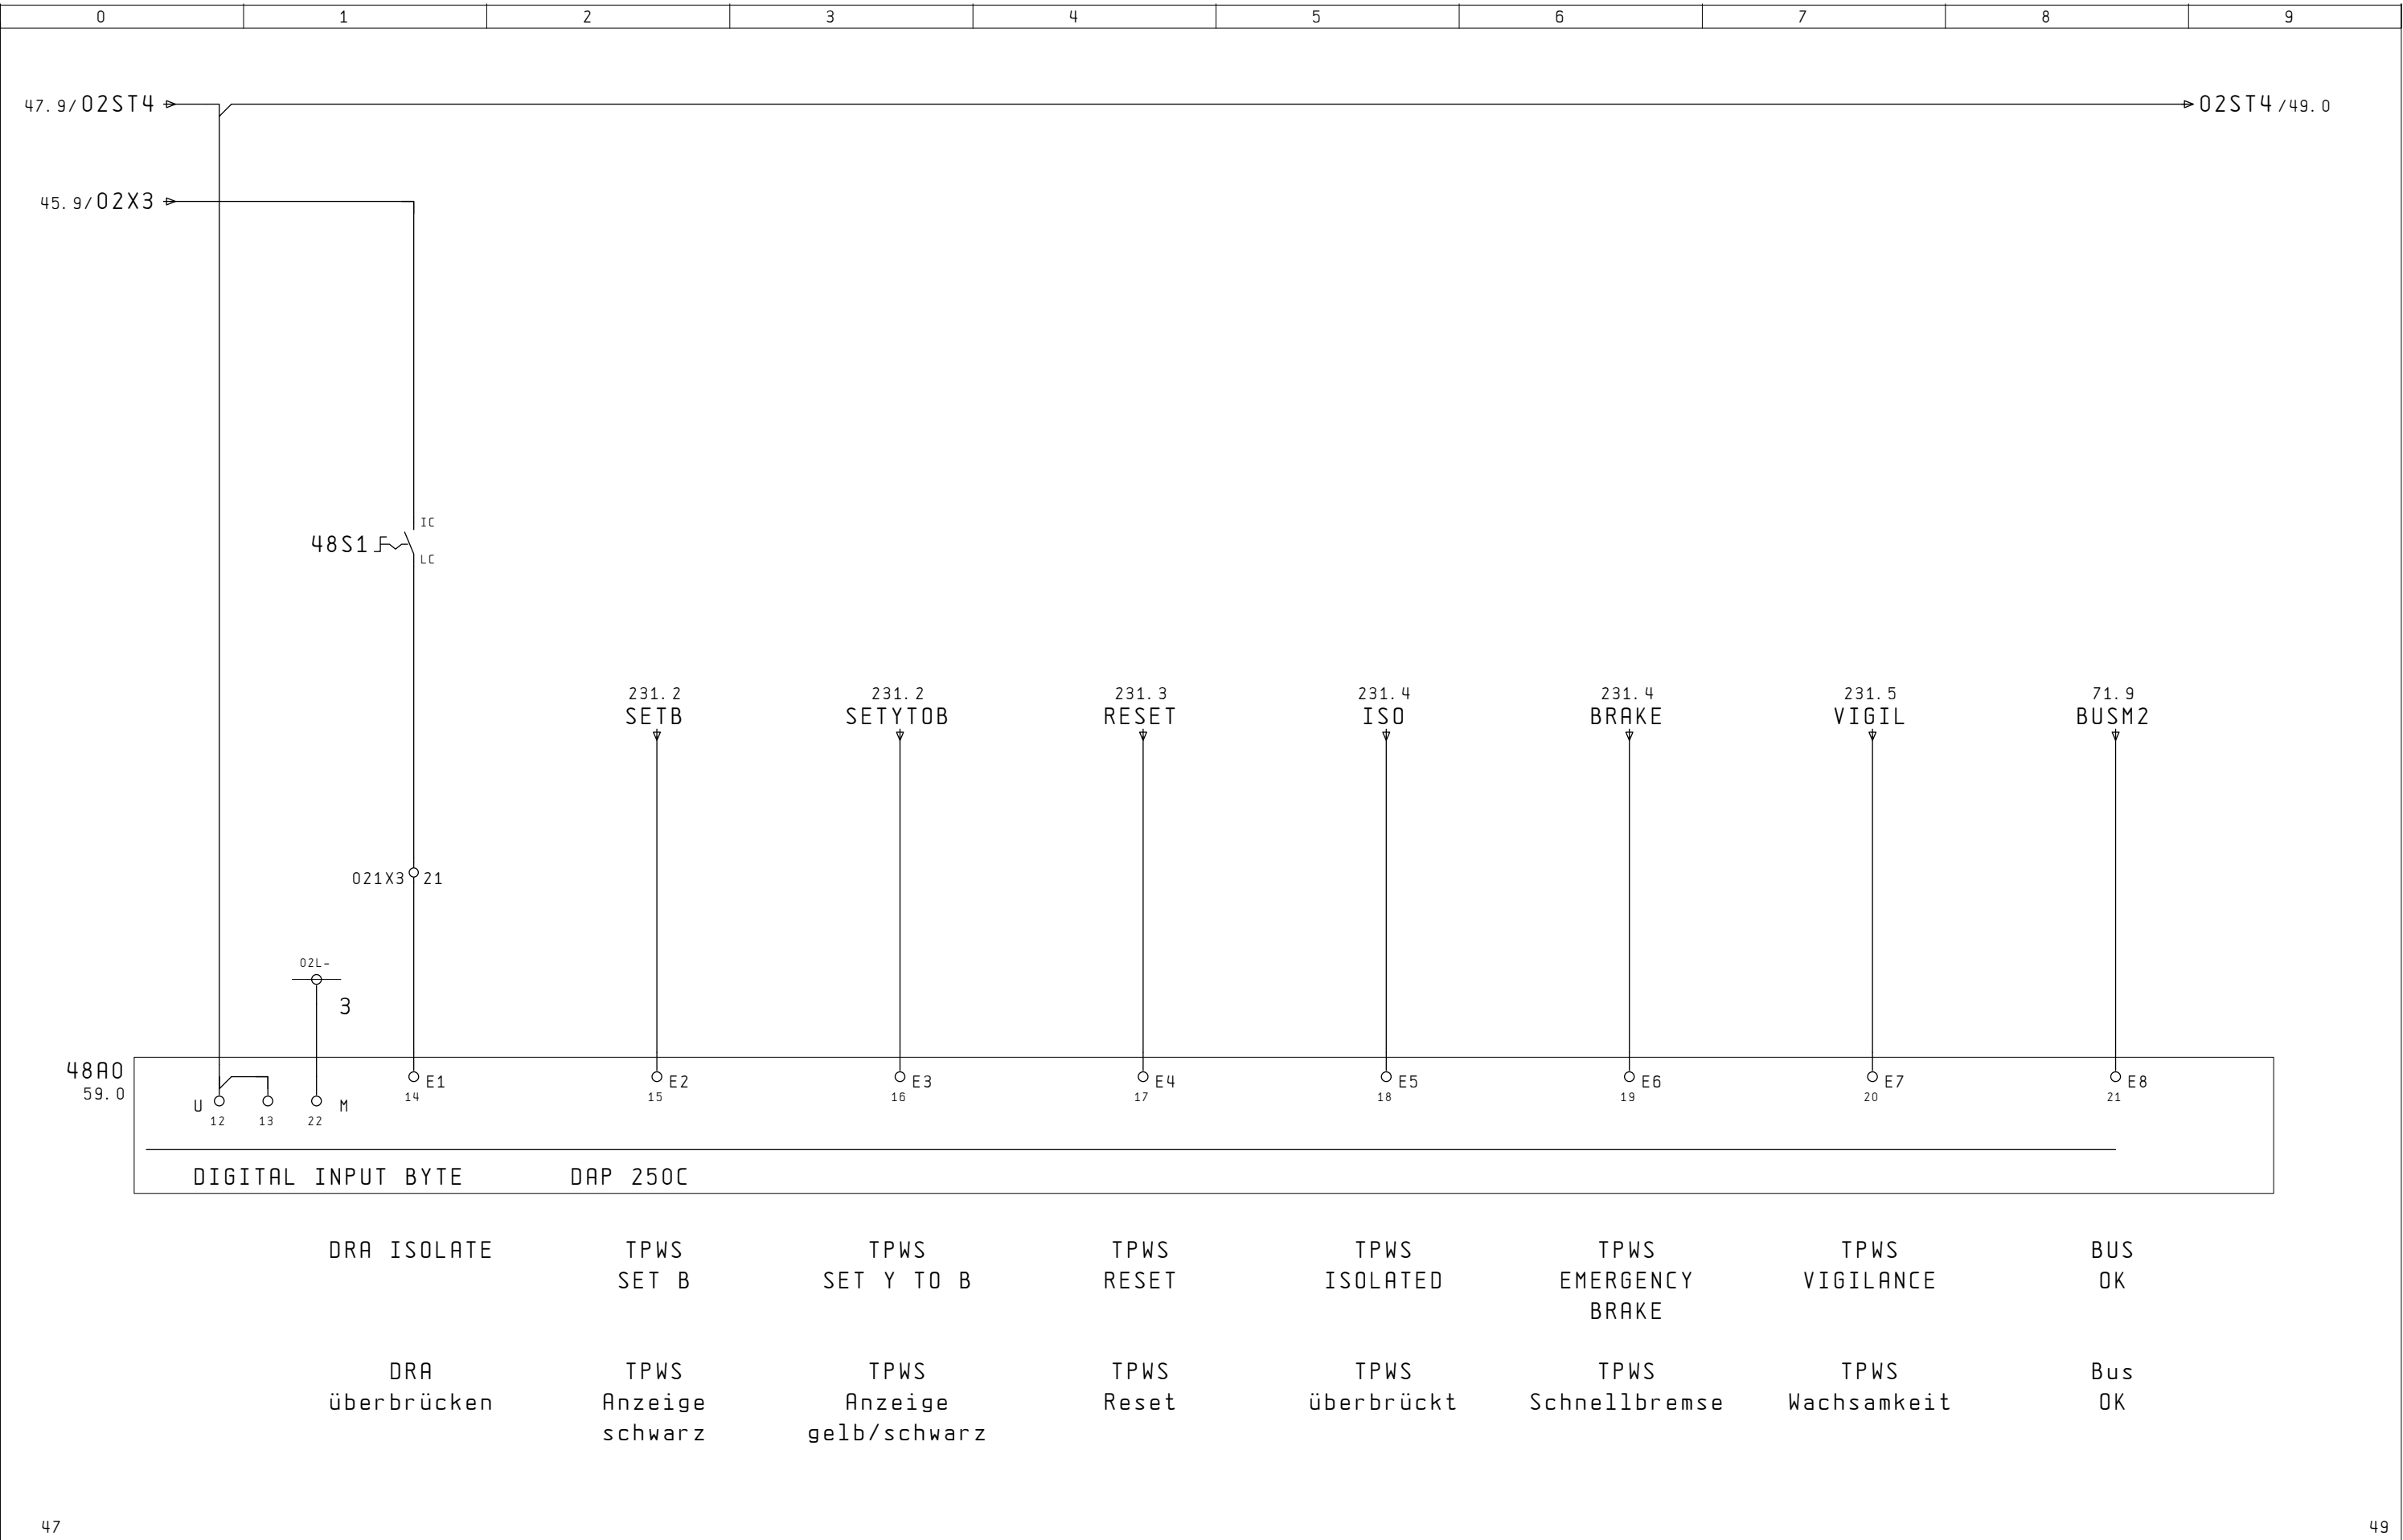 0 1 2 3 4 5 6 7 8 9
47.9/02ST4 02ST4/49.0
45.9/02X3
IC
48S1
LC
231.2 231.2 231.3 231.4 231.4 231.5 71.9
SETB SETYTOB RESET ISO BRAKE VIGIL BUSM2
021X3 21
02L-
3
48A0
59.0
E1 E2 E3 E4 E5 E6 E7 E8
14 15 16 17 18 19 20 21
U M
12 13 22
DIGITAL INPUT BYTE DAP 250C
DRA ISOLATE TPWS TPWS TPWS TPWS TPWS TPWS BUS
SET B SET Y TO B RESET ISOLATED EMERGENCY VIGILANCE OK
BRAKE
DRA TPWS TPWS TPWS TPWS TPWS TPWS Bus
überbrücken Anzeige Anzeige Reset überbrückt Schnellbremse Wachsamkeit OK
schwarz gelb/schwarz
47 49